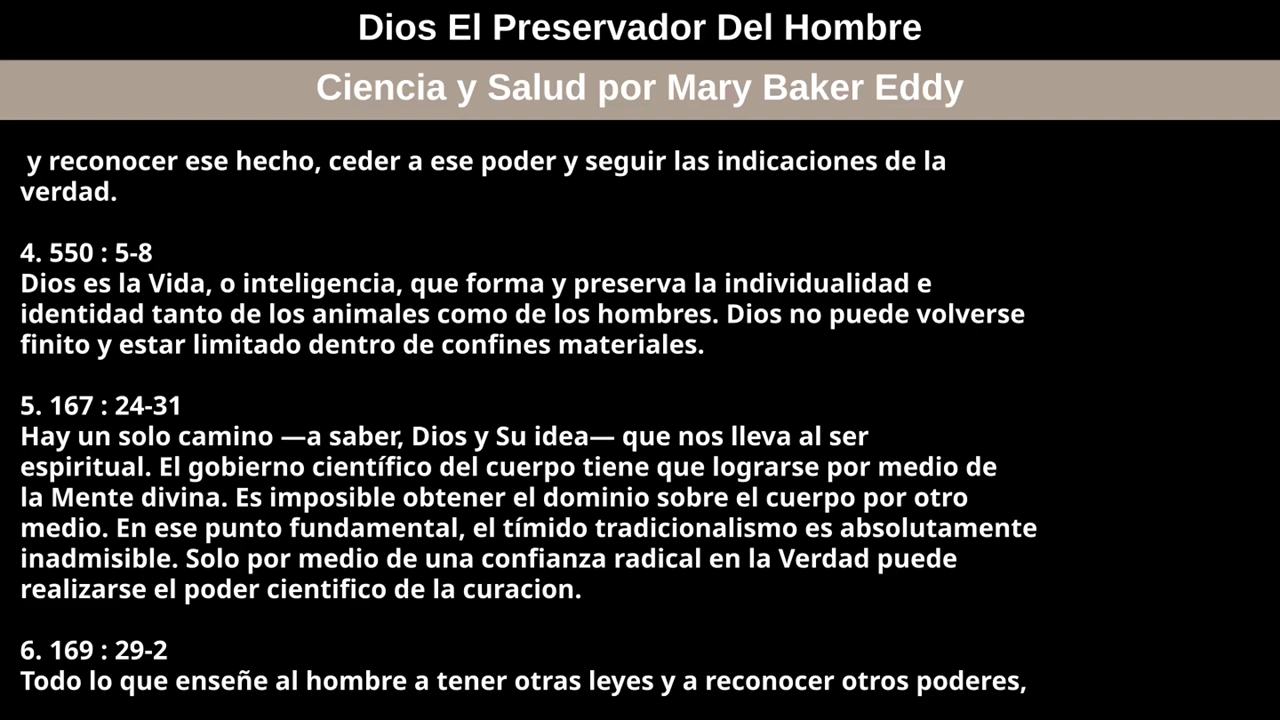 Dios El Preservador Del Hombre
Ciencia y Salud por Mary Baker Eddy
y reconocer ese hecho, ceder a ese poder y seguir las indicaciones de la
verdad.
4. 550 : 5-8
Dios es la Vida, o inteligencia, que forma y preserva la individualidad e
identidad tanto de los animales como de los hombres. Dios no puede volverse
finito y estar limitado dentro de confines materiales.
5. 167 : 24-31
Hay un solo camino —a saber, Dios y Su idea— que nos lleva al ser
espiritual. El gobierno científico del cuerpo tiene que lograrse por medio de
la Mente divina. Es imposible obtener el dominio sobre el cuerpo por otro
medio. En ese punto fundamental, el tímido tradicionalismo es absolutamente
inadmisible. Solo por medio de una confianza radical en la Verdad puede
realizarse el poder cientifico de la curacion.
6. 169 : 29-2
Todo lo que enseñe al hombre a tener otras leyes y a reconocer otros poderes,